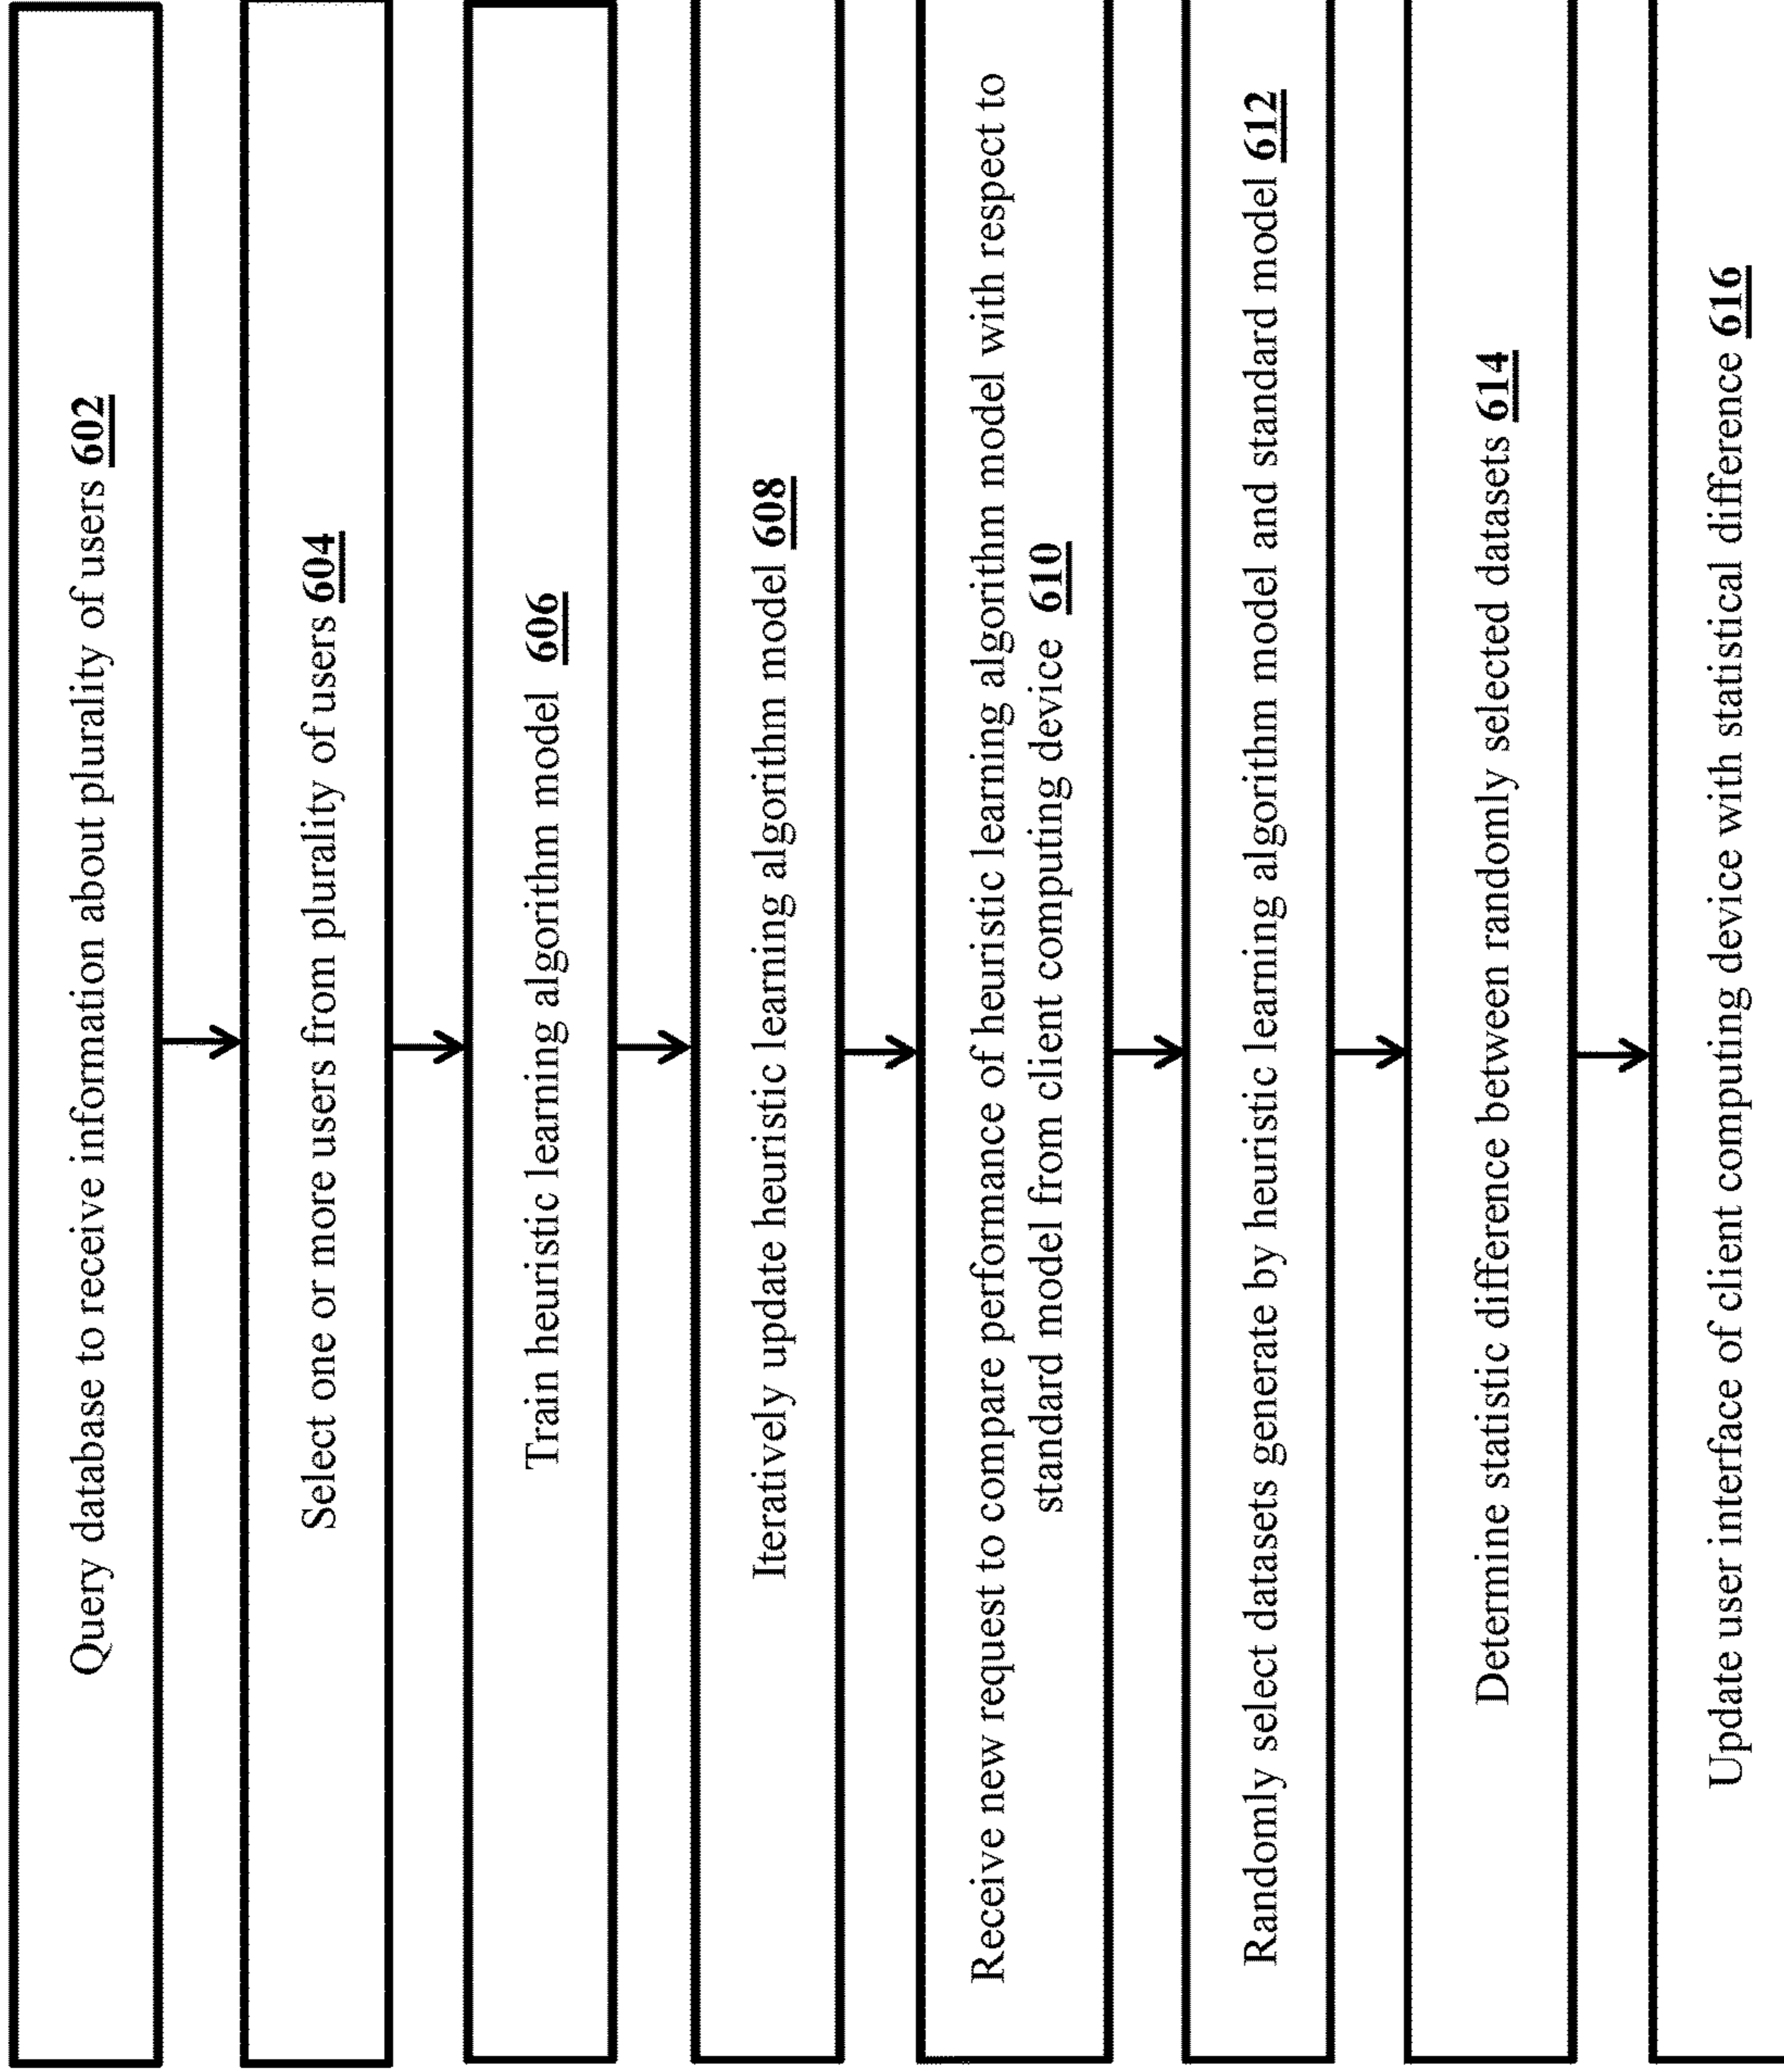 Query database to receive information about plurality of users 602
Select one or more users from plurality of users 604
Train heuristic learning algorithm model 606
Iteratively update heuristic learning algorithm model 608
Receive new request to compare performance of heuristic learning algorithm model with respect to
standard model from client computing device 610
Randomly select datasets generate by heuristic learning algorithm model and standard model 612
Determine statistic difference between randomly selected datasets 614
Update user interface of client computing device with statistical difference 616